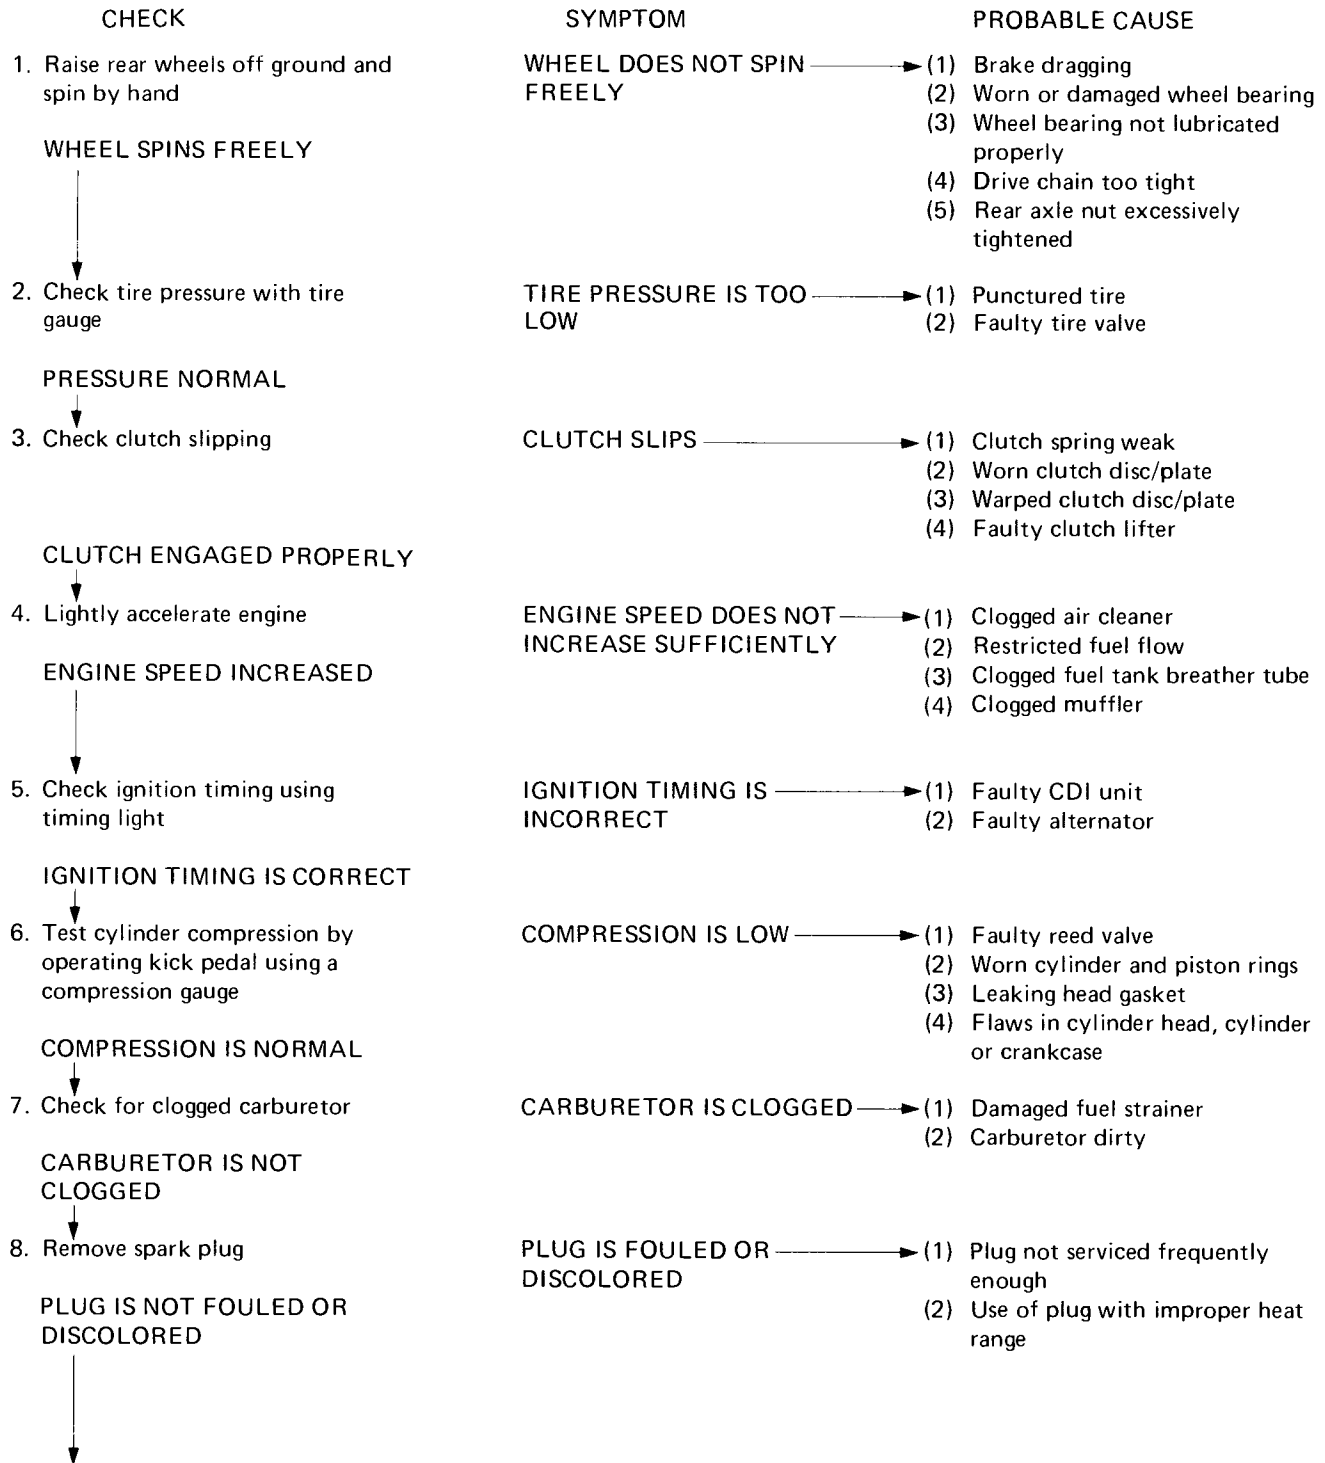 CHECK
SYMPTOM
PROBABLE CAUSE
1. Raise rear wheels off ground and
spin by hand
WHEEL SPINS FREELY
WHEEL DOES NOT SPIN
FREELY
(1) Brake dragging
(2) Worn or damaged wheel bearing
(3) Wheel bearing not lubricated
properly
(4) Drive chain too tight
(5) Rear axle nut excessively
tightened
2. Check tire pressure with tire
gauge
PRESSURE NORMAL
TIRE PRESSURE IS TOO
LOW
(1) Punctured tire
(2) Faulty tire valve
3. Check clutch slipping
CLUTCH ENGAGED PROPERLY
CLUTCH SLIPS
(1) Clutch spring weak
(2) Worn clutch disc/plate
(3) Warped clutch disc/plate
(4) Faulty clutch lifter
4. Lightly accelerate engine
ENGINE SPEED INCREASED
ENGINE SPEED DOES NOT
INCREASE SUFFICIENTLY
(1) Clogged air cleaner
(2) Restricted fuel flow
(3) Clogged fuel tank breather tube
(4) Clogged muffler
5. Check ignition timing using
timing light
IGNITION TIMING IS CORRECT
IGNITION TIMING IS
INCORRECT
(1) Faulty CDI unit
(2) Faulty alternator
6. Test cylinder compression by
operating kick pedal using a
compression gauge
COMPRESSION IS NORMAL
COMPRESSION IS LOW
(1) Faulty reed valve
(2) Worn cylinder and piston rings
(3) Leaking head gasket
(4) Flaws in cylinder head, cylinder
or crankcase
7. Check for clogged carburetor
CARBURETOR IS NOT
CLOGGED
CARBURETOR IS CLOGGED
(1) Damaged fuel strainer
(2) Carburetor dirty
8. Remove spark plug
PLUG IS NOT FOULED OR
DISCOLORED
PLUG IS FOULED OR
DISCOLORED
(1) Plug not serviced frequently
enough
(2) Use of plug with improper heat
range